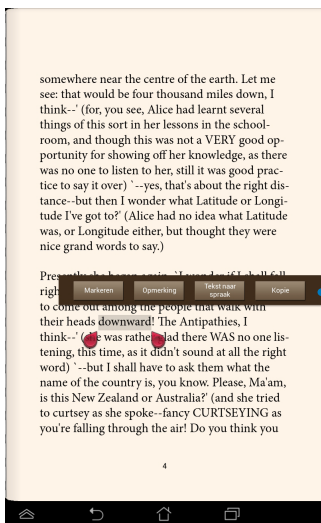 somewhere near the centre of the earth. Let me
see: that would be four thousand miles down, I
think--' (for, you see, Alice had learnt several
things of this sort in her lessons in the school-
room, and though this was not a VERY good op-
portunity for showing off her knowledge, as there
was no one to listen to her, still it was good prac-
tice to say it over) `--yes, that's about the right dis-
tance--but then I wonder what Latitude or Longi-
tude I've got to?' (Alice had no idea what Latitude
was, or Longitude either, but thought they were
nice grand words to say.)
Presently she began again. `I wonder if I shall fall
righ
Markeren Opmerking Tekst naar spraak Kopie
to come out among the people that walk with
their heads downward! The Antipathies, I
think--' (she was rather glad there WAS no one lis-
tening, this time, as it didn't sound at all the right
word) `--but I shall have to ask them what the
name of the country is, you know. Please, Ma'am,
is this New Zealand or Australia?' (and she tried
to curtsey as she spoke--fancy CURTSEYING as
you're falling through the air! Do you think you
4